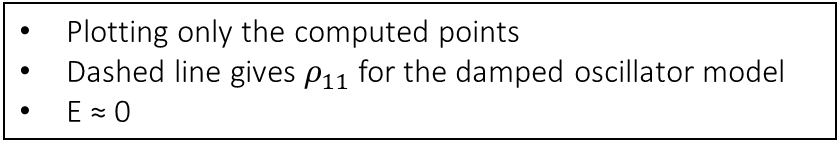 • Plotting only the computed points
• Dashed line gives ρ₁₁ for the damped oscillator model
• E ≈ 0